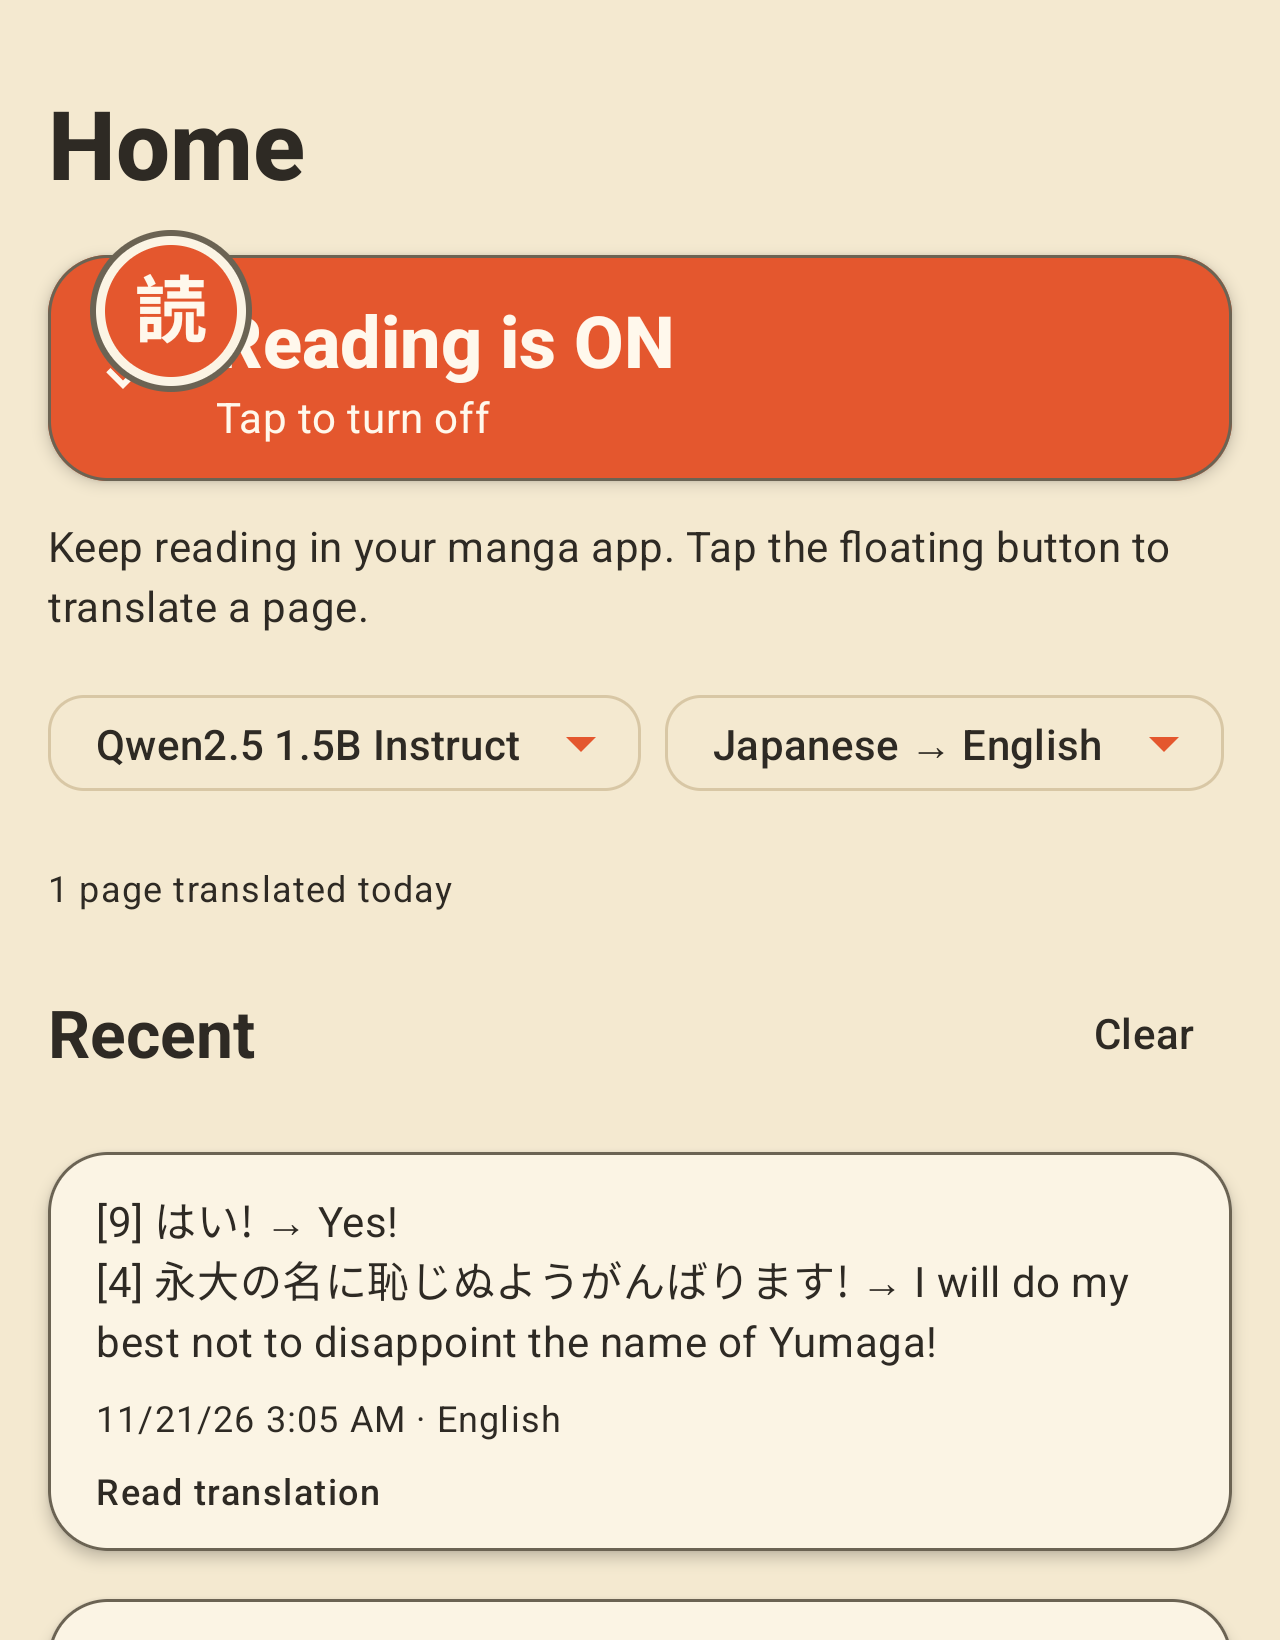 Home
読
Reading is ON
Tap to turn off
Keep reading in your manga app. Tap the floating button to
translate a page.
Qwen2.5 1.5B Instruct
Japanese → English
1 page translated today
Recent
Clear
[9] はい! → Yes!
[4] 永大の名に恥じぬようがんばります! → I will do my
best not to disappoint the name of Yumaga!
11/21/26 3:05 AM · English
Read translation